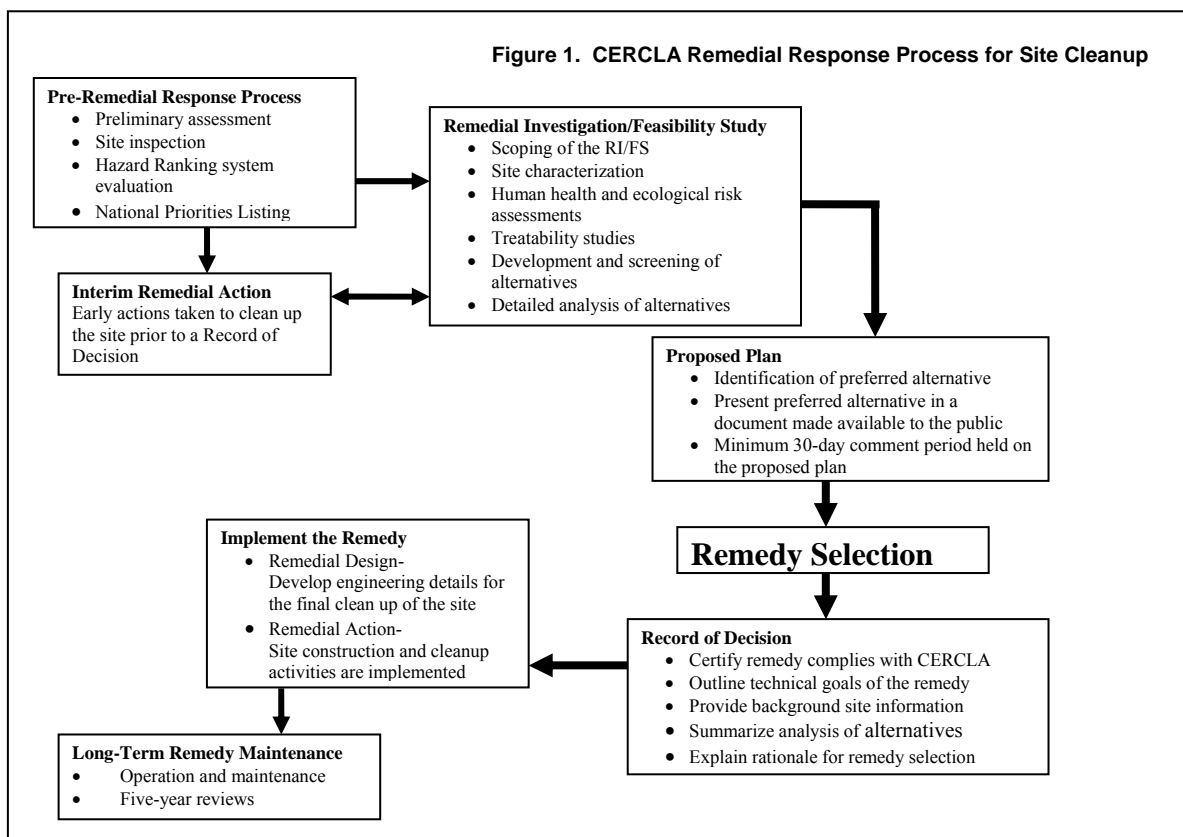 Figure 1. CERCLA Remedial Response Process for Site Cleanup
Pre-Remedial Response Process
• Preliminary assessment
• Site inspection
• Hazard Ranking system
evaluation
• National Priorities Listing
Remedial Investigation/Feasibility Study
• Scoping of the RI/FS
• Site characterization
• Human health and ecological risk
assessments
• Treatability studies
• Development and screening of
alternatives
• Detailed analysis of alternatives
Interim Remedial Action
Early actions taken to clean up
the site prior to a Record of
Decision
Proposed Plan
• Identification of preferred alternative
• Present preferred alternative in a
document made available to the public
• Minimum 30-day comment period held on
the proposed plan
Remedy Selection
Record of Decision
• Certify remedy complies with CERCLA
• Outline technical goals of the remedy
• Provide background site information
• Summarize analysis of alternatives
• Explain rationale for remedy selection
Implement the Remedy
• Remedial Design-
Develop engineering details for
the final clean up of the site
• Remedial Action-
Site construction and cleanup
activities are implemented
Long-Term Remedy Maintenance
• Operation and maintenance
• Five-year reviews